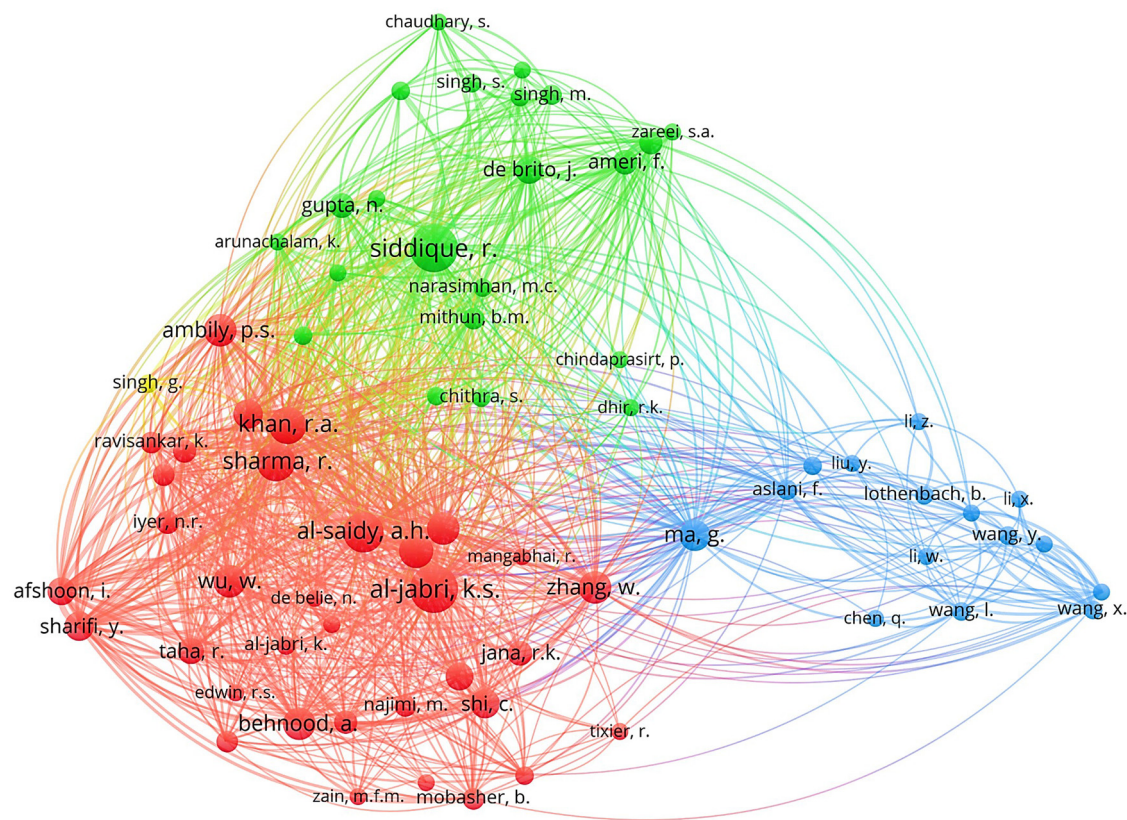 chaudhary, s.
singh, s.
singh, m.
zareei, s.a.
ameri, f.
de brito, j.
gupta, n.
arunachalam, k.
siddique, r.
narasimhan, m.c.
mithun, b.m.
ambily, p.s.
chindaprasirt, p.
singh, g.
chithra, s.
dhir, r.k.
khan, r.a.
li, z.
ravisankar, k.
sharma, r.
liu, y.
aslani, f.
lothenbach, b.
li, x.
iyer, n.r.
al-saidy, a.h.
ma, g.
wang, y.
mangabhai, r.
li, w.
afshoon, i.
wu, w.
de belie, n.
al-jabri, k.s.
zhang, w.
sharifi, y.
chen, q.
wang, l.
wang, x.
taha, r.
al-jabri, k.
jana, r.k.
edwin, r.s.
najimi, m.
shi, c.
behnood, a.
tixier, r.
zain, m.f.m.
mobasher, b.